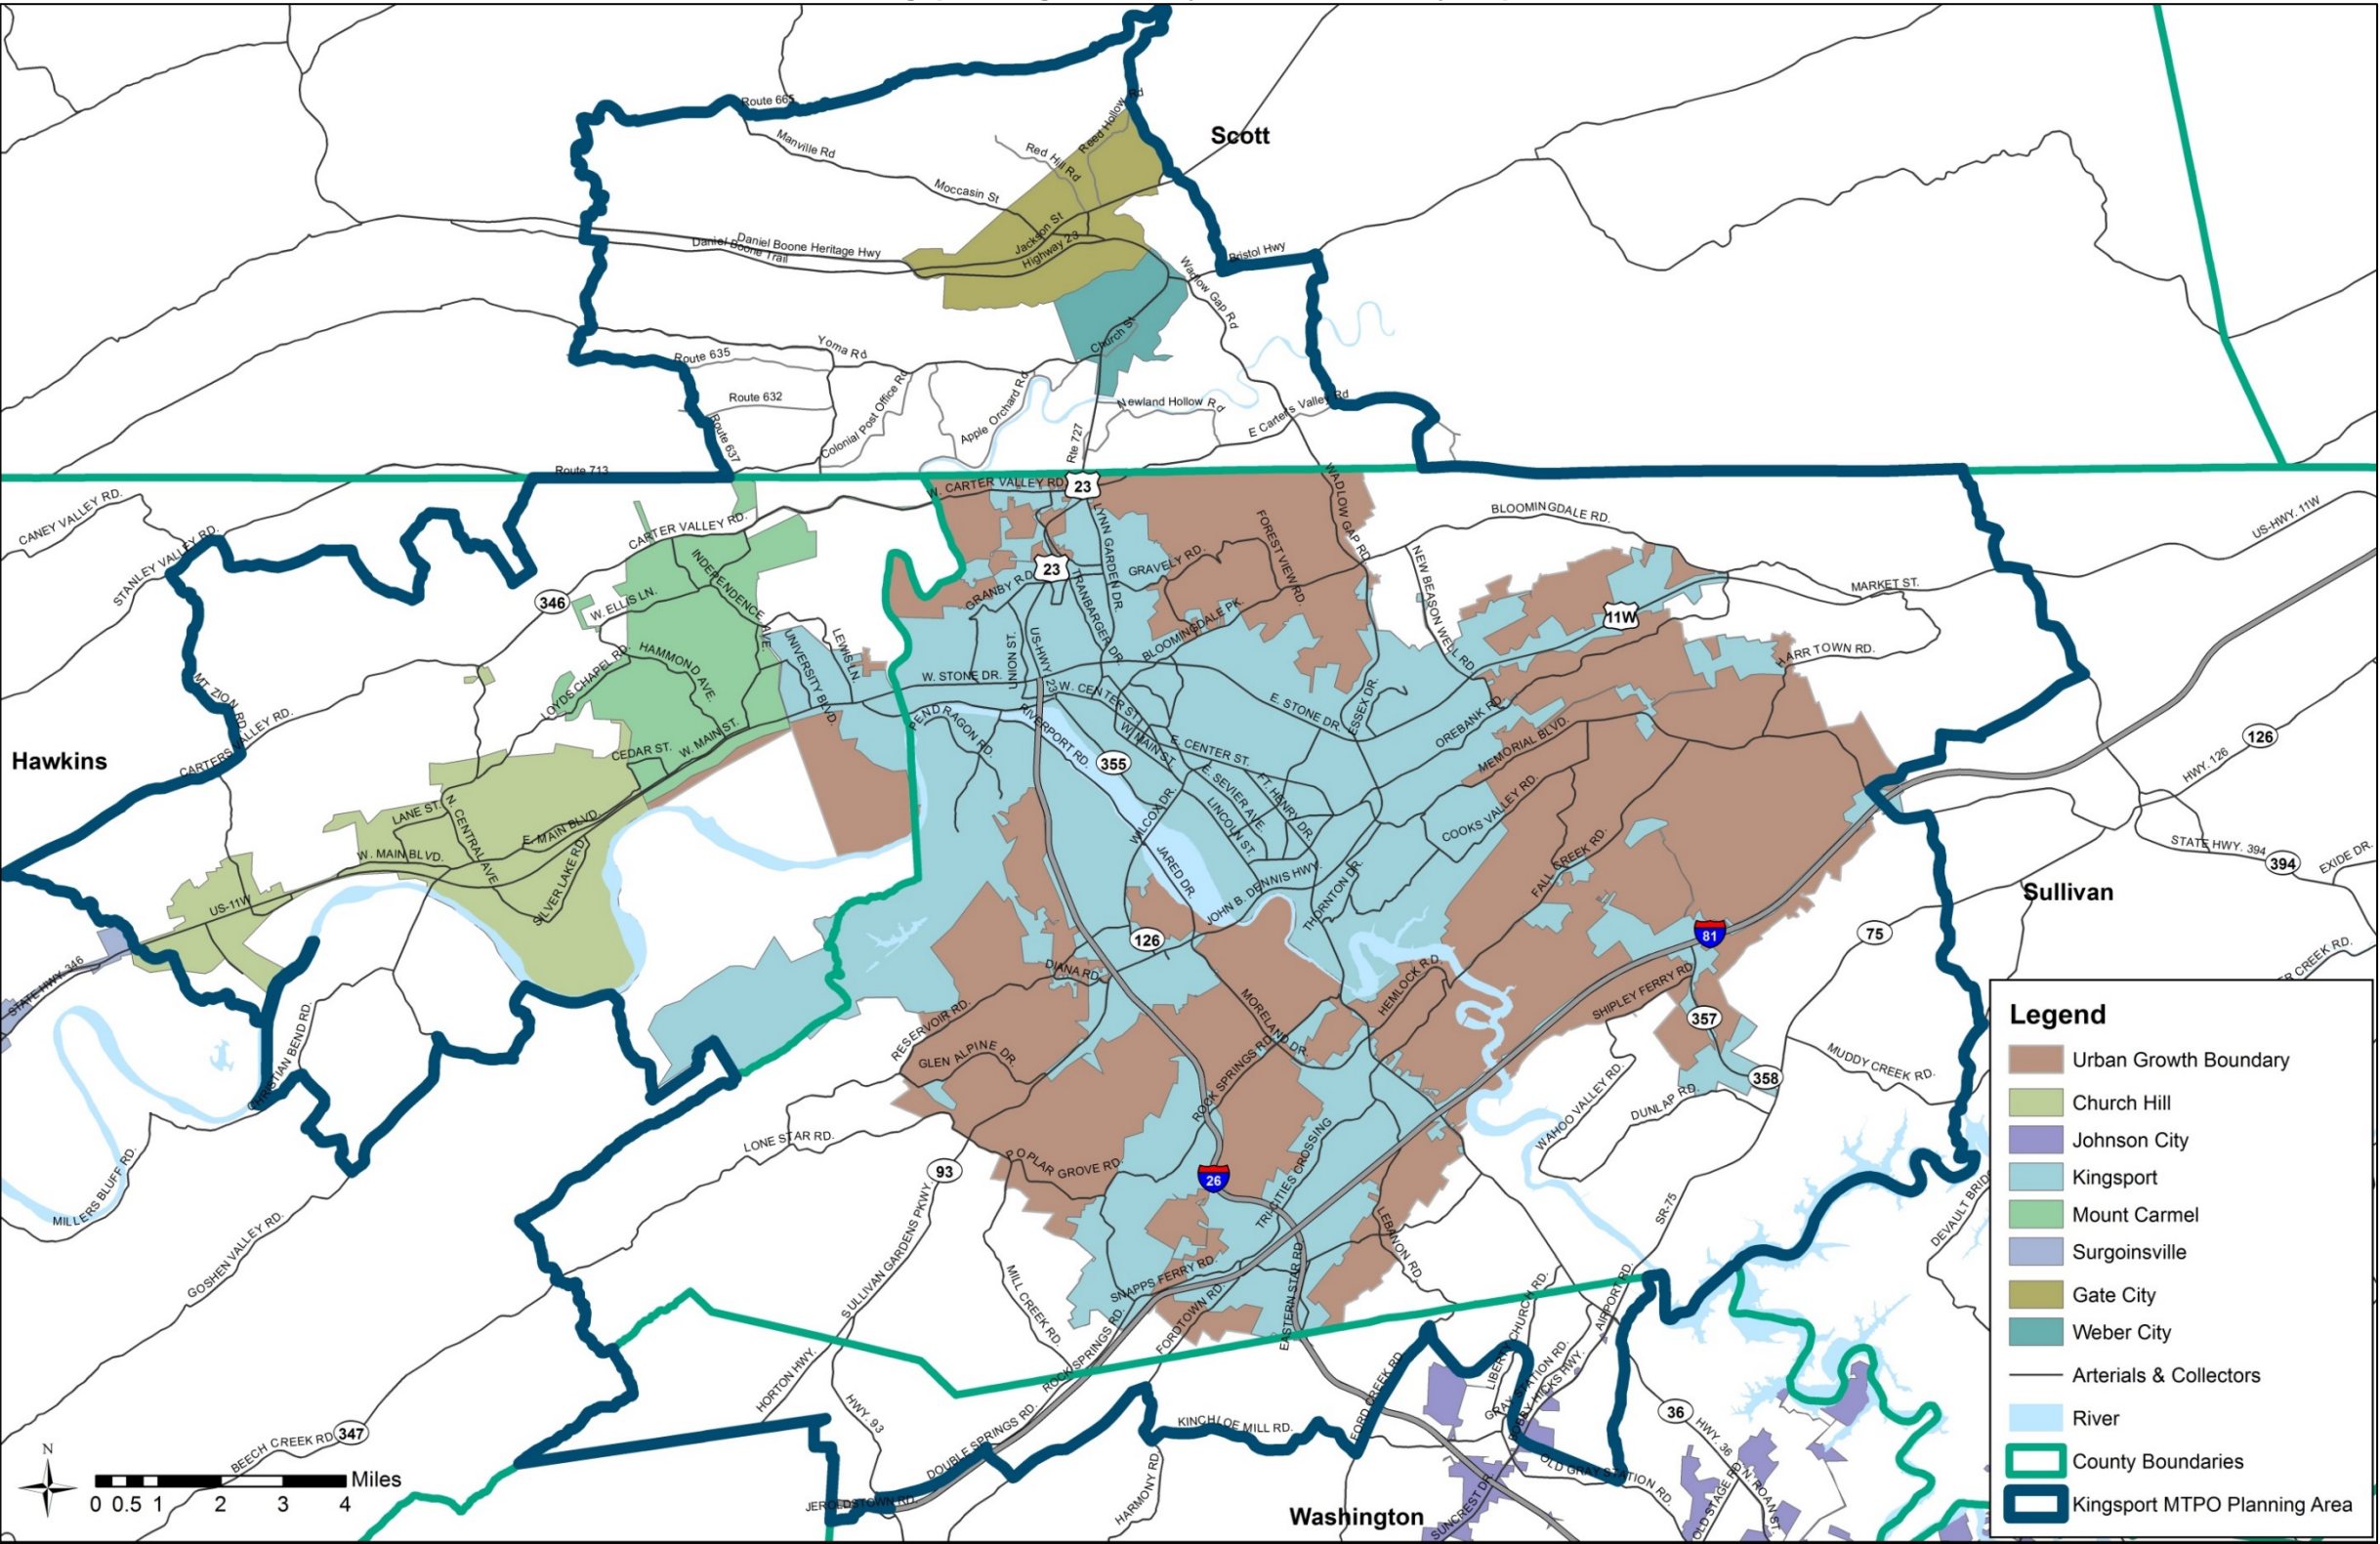 Route 665
Reed Hollow Rd
Scott
Manville Rd
Red Hill Rd
Moccasin St
Jackson St
Highway 23
Daniel Boone Heritage Hwy
Daniel Boone Trail
Bristol Hwy
Wadlow Gap Rd
Church St
Yoma Rd
Route 635
Route 632
Colonial Post Office Rd
Apple Orchard Rd
Newland Hollow Rd
E Carter's Valley Rd
Route 637
Rte 727
Route 713
W. CARTER VALLEY RD.
23
WADLOW GAP RD.
CANEY VALLEY RD.
STANLEY VALLEY RD.
CARTER VALLEY RD.
LYNN GARDEN DR.
FOREST VIEW RD.
BLOOMINGDALE RD.
US-HWY. 11W
INDEPENDENCE AVE.
GRAVELY RD.
23
GRANBY RD.
TRANBARGER DR.
NEW BEASON WELL RD.
MARKET ST.
346
W. ELLIS LN.
11W
BLOOMINGDALE PK.
HAMMOND AVE.
UNIVERSITY BLVD.
LEWIS LN.
UNION ST.
US-HWY 23
HARR TOWN RD.
LOYDS CHAPEL RD.
W. STONE DR.
W. CENTER ST.
E. STONE DR.
ESSEX DR.
MT. ZION RD.
CARTERS VALLEY RD.
PENDRAGON RD.
RIVERPORT RD.
W. MAIN ST.
E. CENTER ST.
OREBANK RD.
MEMORIAL BLVD.
126
Hawkins
CEDAR ST.
W. MAIN ST.
355
E. SEVIER AVE.
FT. HENRY DR.
HWY. 126
LANE ST.
N. CENTRAL AVE.
E. MAIN BLVD.
WILCOX DR.
LINCOLN ST.
COOKS VALLEY RD.
W. MAIN BLVD.
JARED DR.
JOHN B. DENNIS HWY.
THORNTON DR.
FALL CREEK RD.
STATE HWY. 394
394
EXIDE DR.
Sullivan
US-11W
SILVER LAKE RD.
126
81
75
STATE HWY. 346
DIANA RD.
HEMLOCK RD.
SHIPLEY FERRY RD.
CHRISTIAN BEND RD.
RESERVOIR RD.
MORELAND DR.
357
GLEN ALPINE DR.
ROCK SPRINGS RD.
358
MUDDY CREEK RD.
WAHOO VALLEY RD.
DUNLAP RD.
LONE STAR RD.
MILLERS BLUFF RD.
93
POPLAR GROVE RD.
26
TRI-CITIES CROSSING
LEBANON RD.
SR-75
DEVAULT BRID
GOSHEN VALLEY RD.
SULLIVAN GARDENS PKWY.
MILL CREEK RD.
SNAPPS FERRY RD.
EASTERN STAR RD.
ROCK SPRINGS RD.
FORDTOWN RD.
AIRPORT RD.
LIBERTY CHURCH RD.
HORTON HWY.
HWY. 93
FORD CREEK RD.
GRAY STATION RD.
BOBBY HICKS HWY.
KINCHLOE MILL RD.
36
HWY. 36
BEECH CREEK RD.
347
DOUBLE SPRINGS RD.
HARMONY RD.
OLD GRAY STATION RD.
JEROLDSTOWN RD.
SUNCREST DR.
OLD STAGE RD.
N. ROAN ST.
Washington
N
0 0.5 1 2 3 4 Miles
Legend
Urban Growth Boundary
Church Hill
Johnson City
Kingsport
Mount Carmel
Surgoinsville
Gate City
Weber City
Arterials & Collectors
River
County Boundaries
Kingsport MTPO Planning Area